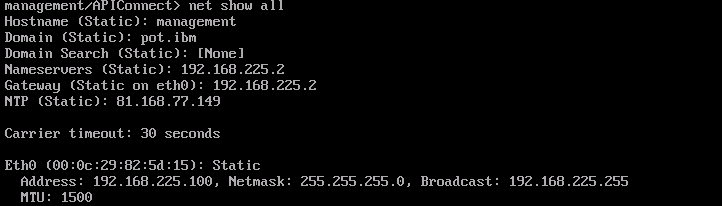 management/APIConnect> net show all
Hostname (Static): management
Domain (Static): pot.ibm
Domain Search (Static): [None]
Nameservers (Static): 192.168.225.2
Gateway (Static on eth0): 192.168.225.2
NTP (Static): 81.168.77.149
Carrier timeout: 30 seconds
Eth0 (00:0c:29:82:5d:15): Static
Address: 192.168.225.100, Netmask: 255.255.255.0, Broadcast: 192.168.225.255
MTU: 1500